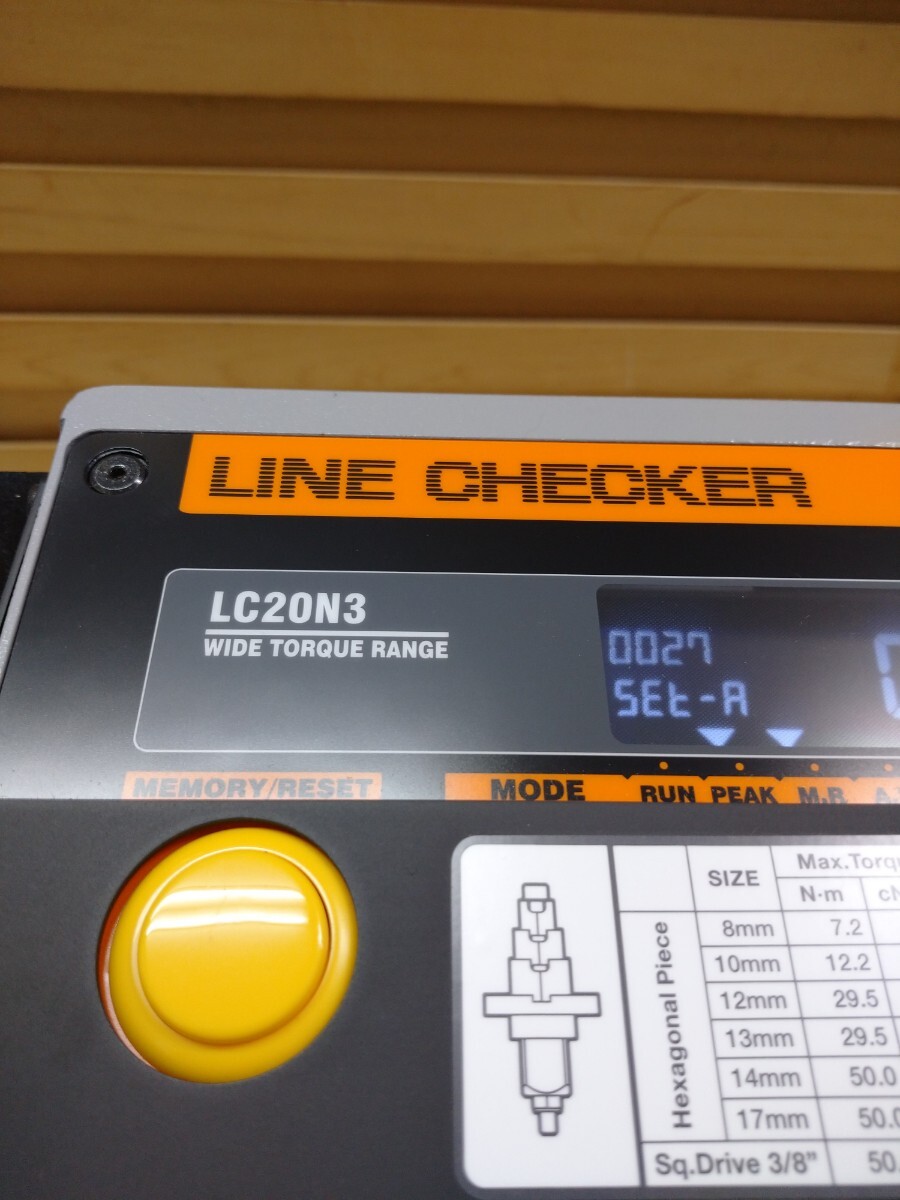 LINE CHECKER
LC20N3
WIDE TORQUE RANGE
0027
SEt-A
MEMORY/RESET
MODE
RUN PEAK M.R
SIZE
N·m
Hexagonal Piece
8mm 7.2
10mm 12.2
12mm 29.5
13mm 29.5
14mm 50.0
17mm
Sq.Drive 3/8”